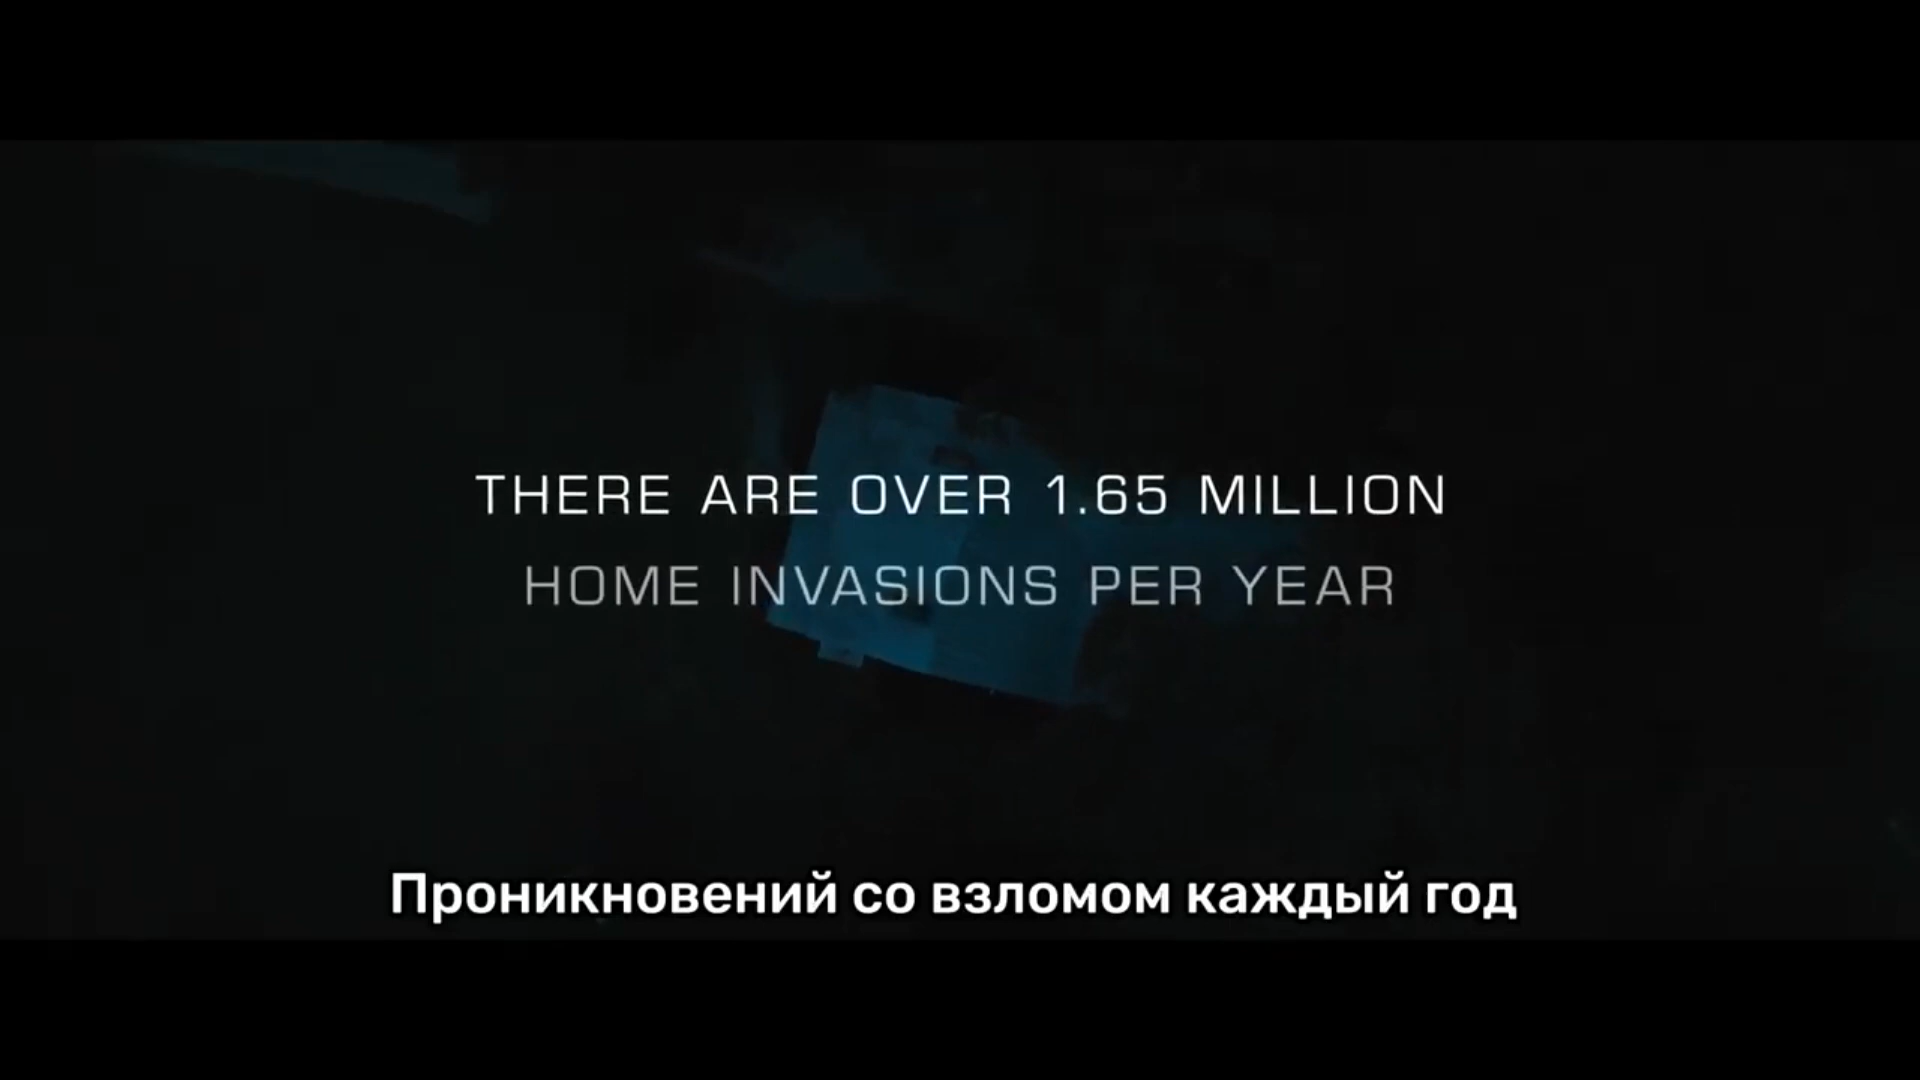 THERE ARE OVER 1.65 MILLION
HOME INVASIONS PER YEAR
Проникновений со взломом каждый год